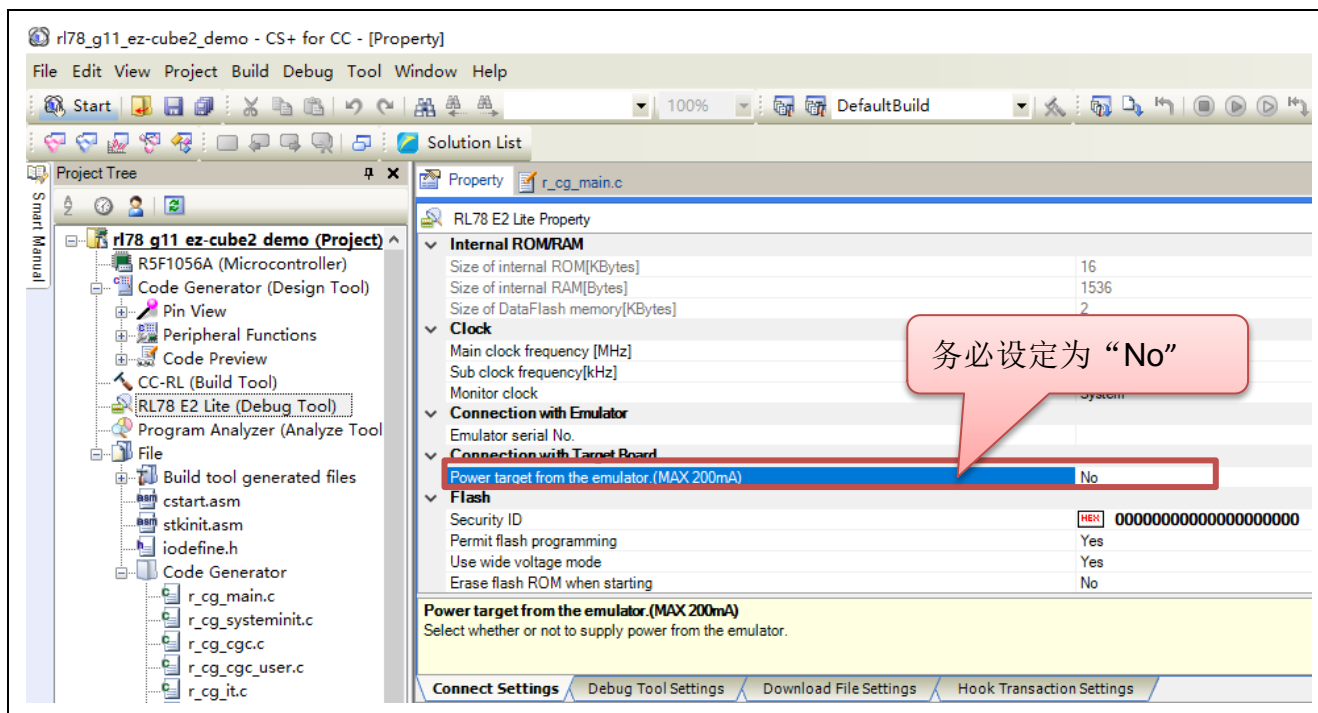 rl78_g11_ez-cube2_demo - CS+ for CC - [Property]
File Edit View Project Build Debug Tool Window Help
Start 100% DefaultBuild
Solution List
Smart Manual
Project Tree
rl78_g11_ez-cube2_demo (Project)
R5F1056A (Microcontroller)
Code Generator (Design Tool)
Pin View
Peripheral Functions
Code Preview
CC-RL (Build Tool)
RL78 E2 Lite (Debug Tool)
Program Analyzer (Analyze Tool
File
Build tool generated files
cstart.asm
stkinit.asm
iodefine.h
Code Generator
r_cg_main.c
r_cg_systeminit.c
r_cg_cgc.c
r_cg_cgc_user.c
r_cg_it.c
Property r_cg_main.c
RL78 E2 Lite Property
Internal ROM/RAM
Size of internal ROM[KBytes] 16
Size of internal RAM[Bytes] 1536
Size of DataFlash memory[KBytes] 2
Clock
Main clock frequency [MHz]
Sub clock frequency[kHz]
Monitor clock System
务必设定为“No”
Connection with Emulator
Emulator serial No.
Connection with Target Board
Power target from the emulator.(MAX 200mA) No
Flash
Security ID HEX 00000000000000000000
Permit flash programming Yes
Use wide voltage mode Yes
Erase flash ROM when starting No
Power target from the emulator.(MAX 200mA)
Select whether or not to supply power from the emulator.
Connect Settings Debug Tool Settings Download File Settings Hook Transaction Settings